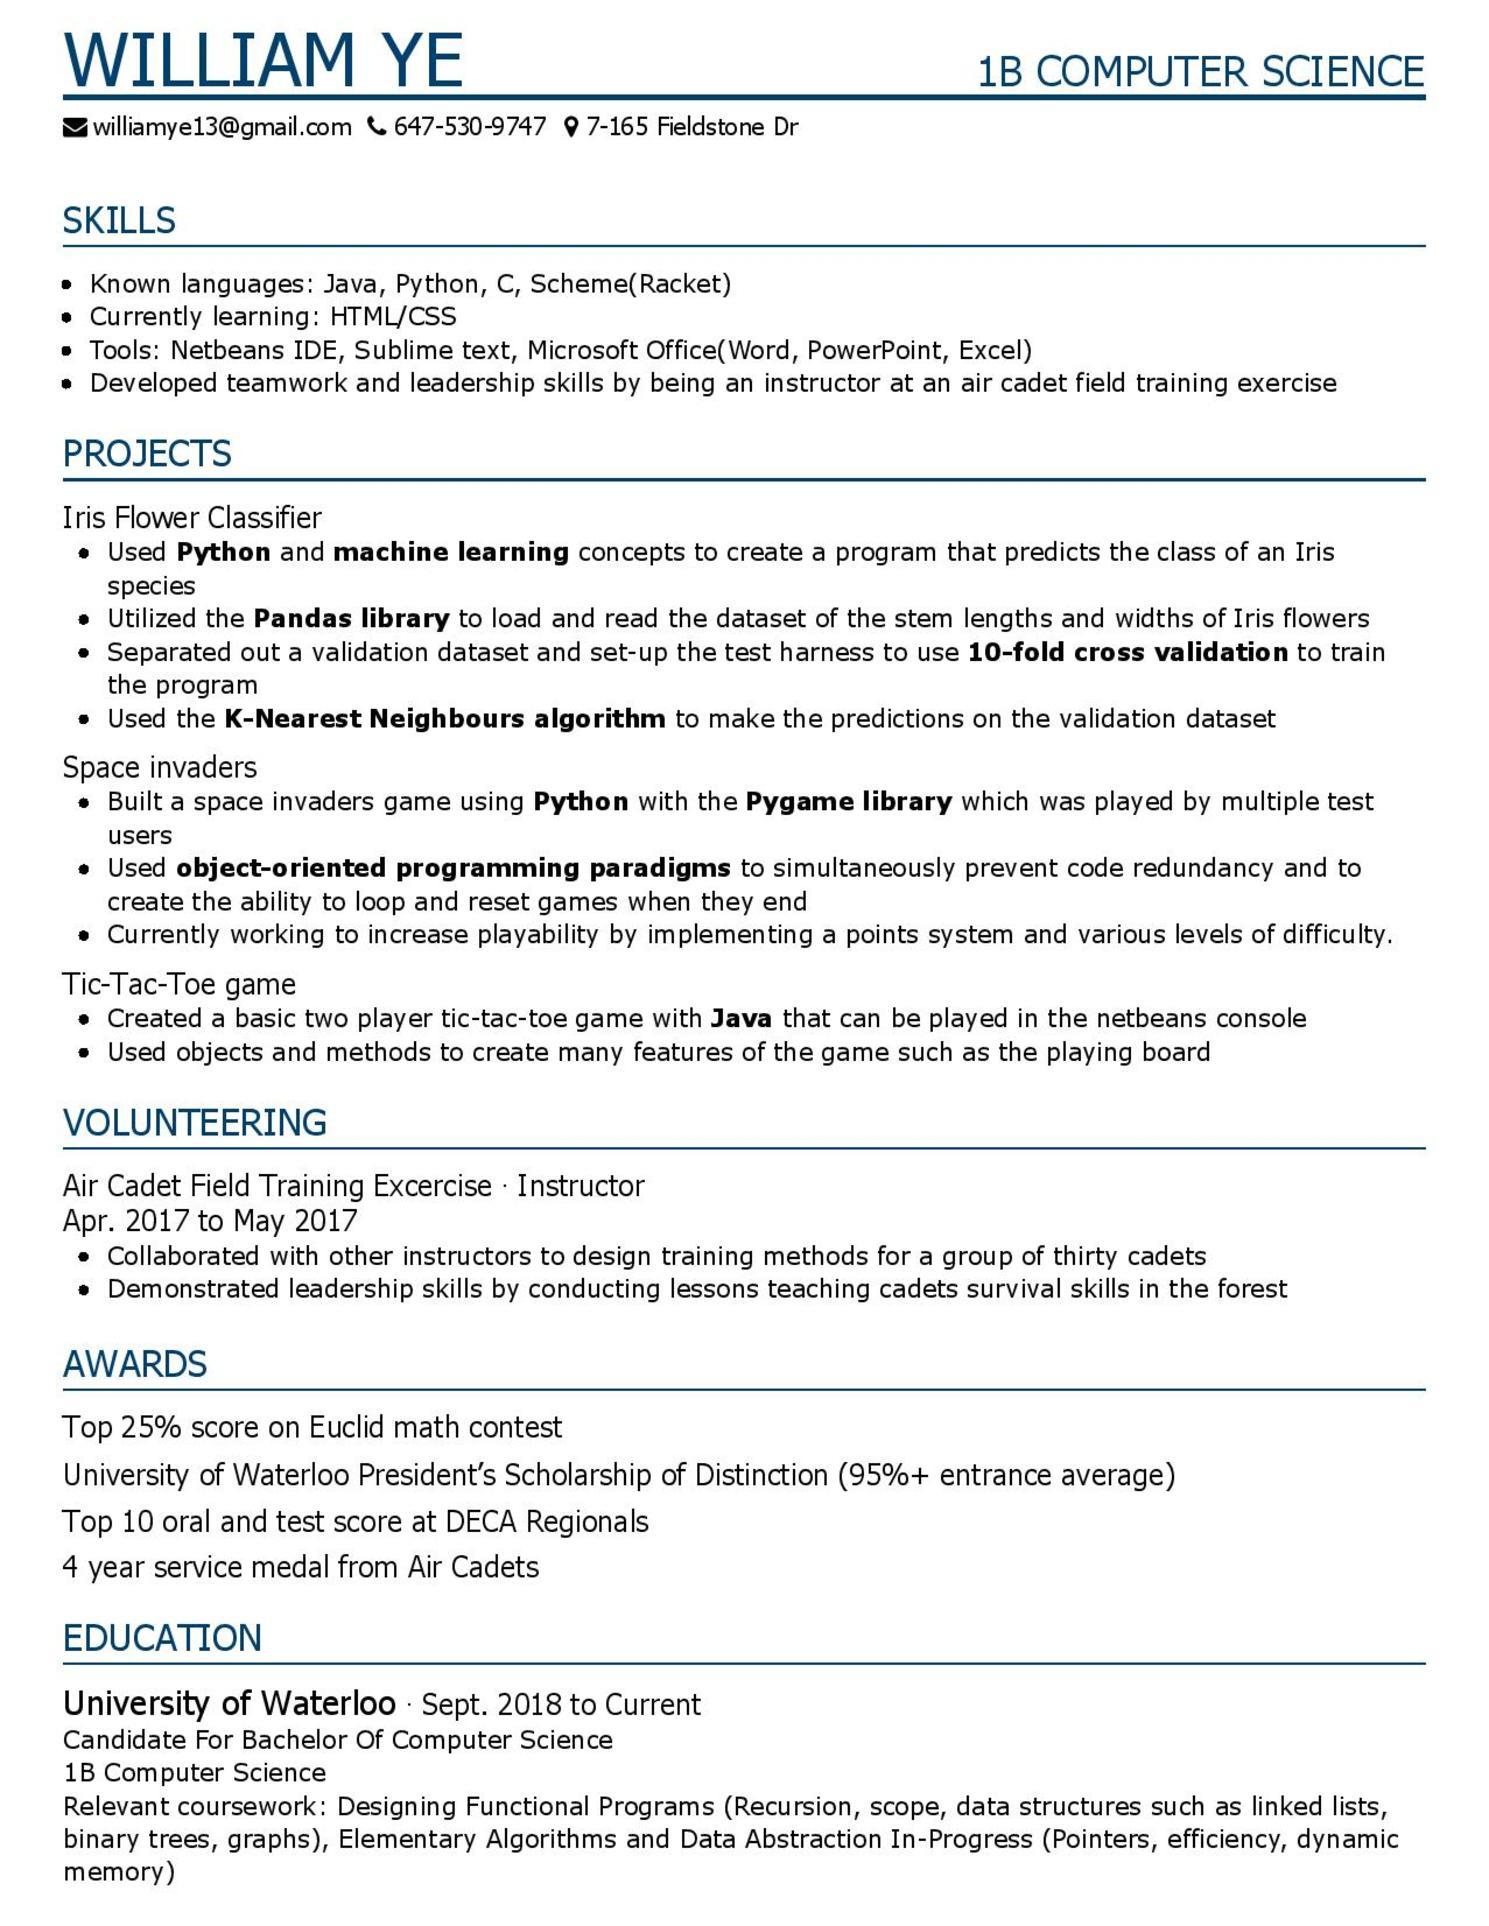 WILLIAM YE
1B COMPUTER SCIENCE
williamye13@gmail.com 647-530-9747 7-165 Fieldstone Dr
SKILLS
• Known languages: Java, Python, C, Scheme(Racket)
• Currently learning: HTML/CSS
• Tools: Netbeans IDE, Sublime text, Microsoft Office(Word, PowerPoint, Excel)
• Developed teamwork and leadership skills by being an instructor at an air cadet field training exercise
PROJECTS
Iris Flower Classifier
• Used Python and machine learning concepts to create a program that predicts the class of an Iris
species
• Utilized the Pandas library to load and read the dataset of the stem lengths and widths of Iris flowers
• Separated out a validation dataset and set-up the test harness to use 10-fold cross validation to train
the program
• Used the K-Nearest Neighbours algorithm to make the predictions on the validation dataset
Space invaders
• Built a space invaders game using Python with the Pygame library which was played by multiple test
users
• Used object-oriented programming paradigms to simultaneously prevent code redundancy and to
create the ability to loop and reset games when they end
• Currently working to increase playability by implementing a points system and various levels of difficulty.
Tic-Tac-Toe game
• Created a basic two player tic-tac-toe game with Java that can be played in the netbeans console
• Used objects and methods to create many features of the game such as the playing board
VOLUNTEERING
Air Cadet Field Training Excercise · Instructor
Apr. 2017 to May 2017
• Collaborated with other instructors to design training methods for a group of thirty cadets
• Demonstrated leadership skills by conducting lessons teaching cadets survival skills in the forest
AWARDS
Top 25% score on Euclid math contest
University of Waterloo President’s Scholarship of Distinction (95%+ entrance average)
Top 10 oral and test score at DECA Regionals
4 year service medal from Air Cadets
EDUCATION
University of Waterloo · Sept. 2018 to Current
Candidate For Bachelor Of Computer Science
1B Computer Science
Relevant coursework: Designing Functional Programs (Recursion, scope, data structures such as linked lists,
binary trees, graphs), Elementary Algorithms and Data Abstraction In-Progress (Pointers, efficiency, dynamic
memory)